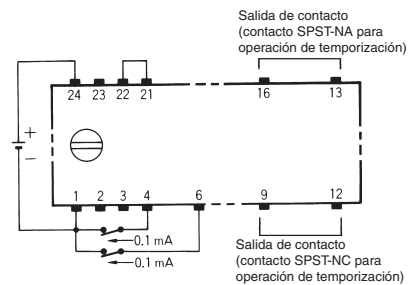 Salida de contacto
(contacto SPST-NA para
operación de temporización)
24 23 22 21 16 13
+
−
1 2 3 4 6 9 12
0.1 mA
0.1 mA
Salida de contacto
(contacto SPST-NC para
operación de temporización)